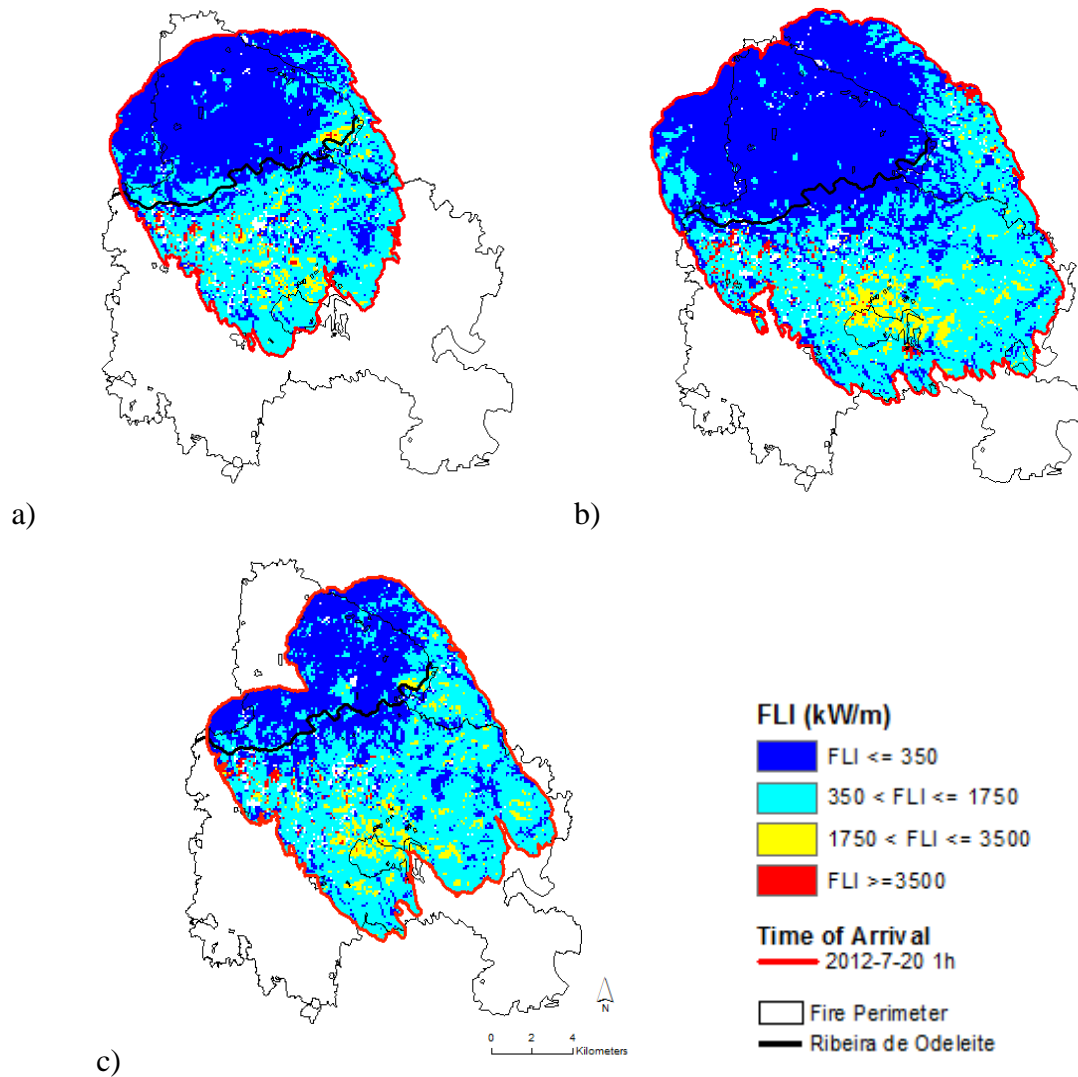 a)
b)
c)
N
0 2 4
Kilometers
FLI (kW/m)
FLI <= 350
350 < FLI <= 1750
1750 < FLI <= 3500
FLI >=3500
Time of Arrival
2012-7-20 1h
Fire Perimeter
Ribeira de Odeleite